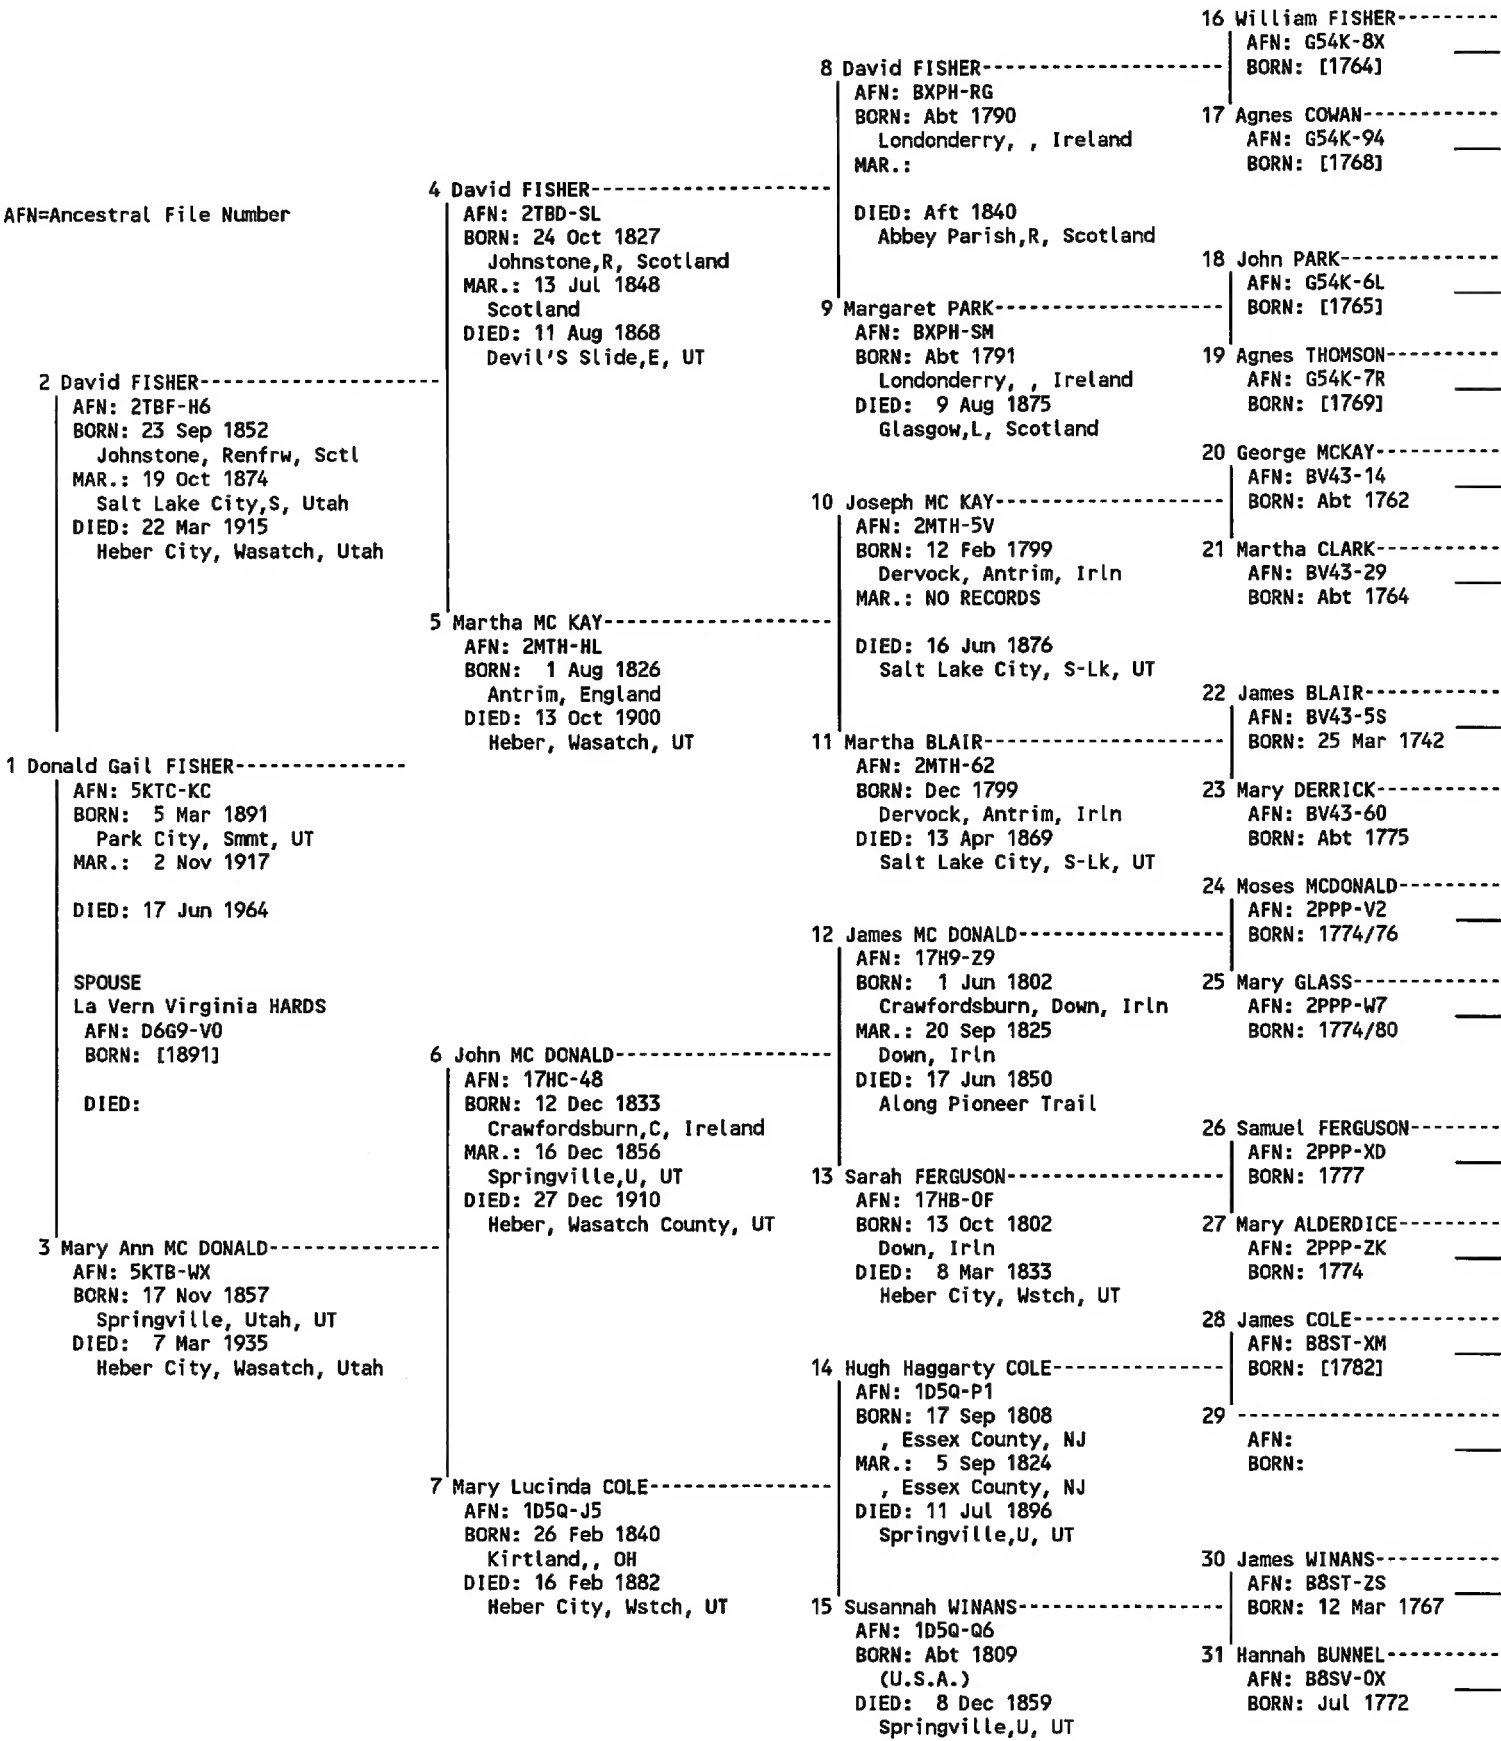 AFN=Ancestral File Number
1 Donald Gail FISHER---------------
AFN: 5KTC-KC
BORN:  5 Mar 1891
Park City, Smmt, UT
MAR.:  2 Nov 1917
DIED: 17 Jun 1964
SPOUSE
La Vern Virginia HARDS
AFN: D6G9-V0
BORN: [1891]
DIED:
2 David FISHER---------------------
AFN: 2TBF-H6
BORN: 23 Sep 1852
Johnstone, Renfrw, Sctl
MAR.: 19 Oct 1874
Salt Lake City,S, Utah
DIED: 22 Mar 1915
Heber City, Wasatch, Utah
3 Mary Ann MC DONALD---------------
AFN: 5KTB-WX
BORN: 17 Nov 1857
Springville, Utah, UT
DIED:  7 Mar 1935
Heber City, Wasatch, Utah
4 David FISHER---------------------
AFN: 2TBD-SL
BORN: 24 Oct 1827
Johnstone,R, Scotland
MAR.: 13 Jul 1848
Scotland
DIED: 11 Aug 1868
Devil'S Slide,E, UT
5 Martha MC KAY--------------------
AFN: 2MTH-HL
BORN:  1 Aug 1826
Antrim, England
DIED: 13 Oct 1900
Heber, Wasatch, UT
6 John MC DONALD-------------------
AFN: 17HC-48
BORN: 12 Dec 1833
Crawfordsburn,C, Ireland
MAR.: 16 Dec 1856
Springville,U, UT
DIED: 27 Dec 1910
Heber, Wasatch County, UT
7 Mary Lucinda COLE----------------
AFN: 1D5Q-J5
BORN: 26 Feb 1840
Kirtland,, OH
DIED: 16 Feb 1882
Heber City, Wstch, UT
8 David FISHER---------------------
AFN: BXPH-RG
BORN: Abt 1790
Londonderry, , Ireland
MAR.:
DIED: Aft 1840
Abbey Parish,R, Scotland
9 Margaret PARK--------------------
AFN: BXPH-SM
BORN: Abt 1791
Londonderry, , Ireland
DIED:  9 Aug 1875
Glasgow,L, Scotland
10 Joseph MC KAY--------------------
AFN: 2MTH-5V
BORN: 12 Feb 1799
Dervock, Antrim, Irln
MAR.: NO RECORDS
DIED: 16 Jun 1876
Salt Lake City, S-Lk, UT
11 Martha BLAIR---------------------
AFN: 2MTH-62
BORN: Dec 1799
Dervock, Antrim, Irln
DIED: 13 Apr 1869
Salt Lake City, S-Lk, UT
12 James MC DONALD------------------
AFN: 17H9-Z9
BORN:  1 Jun 1802
Crawfordsburn, Down, Irln
MAR.: 20 Sep 1825
Down, Irln
DIED: 17 Jun 1850
Along Pioneer Trail
13 Sarah FERGUSON-------------------
AFN: 17HB-0F
BORN: 13 Oct 1802
Down, Irln
DIED:  8 Mar 1833
Heber City, Wstch, UT
14 Hugh Haggarty COLE---------------
AFN: 1D5Q-P1
BORN: 17 Sep 1808
, Essex County, NJ
MAR.:  5 Sep 1824
, Essex County, NJ
DIED: 11 Jul 1896
Springville,U, UT
15 Susannah WINANS------------------
AFN: 1D5Q-Q6
BORN: Abt 1809
(U.S.A.)
DIED:  8 Dec 1859
Springville,U, UT
16 William FISHER---------
AFN: G54K-8X
BORN: [1764]
17 Agnes COWAN------------
AFN: G54K-94
BORN: [1768]
18 John PARK--------------
AFN: G54K-6L
BORN: [1765]
19 Agnes THOMSON----------
AFN: G54K-7R
BORN: [1769]
20 George MCKAY-----------
AFN: BV43-14
BORN: Abt 1762
21 Martha CLARK-----------
AFN: BV43-29
BORN: Abt 1764
22 James BLAIR------------
AFN: BV43-5S
BORN: 25 Mar 1742
23 Mary DERRICK-----------
AFN: BV43-60
BORN: Abt 1775
24 Moses MCDONALD---------
AFN: 2PPP-V2
BORN: 1774/76
25 Mary GLASS-------------
AFN: 2PPP-W7
BORN: 1774/80
26 Samuel FERGUSON--------
AFN: 2PPP-XD
BORN: 1777
27 Mary ALDERDICE---------
AFN: 2PPP-ZK
BORN: 1774
28 James COLE-------------
AFN: B8ST-XM
BORN: [1782]
29 -----------------------
AFN:
BORN:
30 James WINANS-----------
AFN: B8ST-ZS
BORN: 12 Mar 1767
31 Hannah BUNNEL----------
AFN: B8SV-0X
BORN: Jul 1772